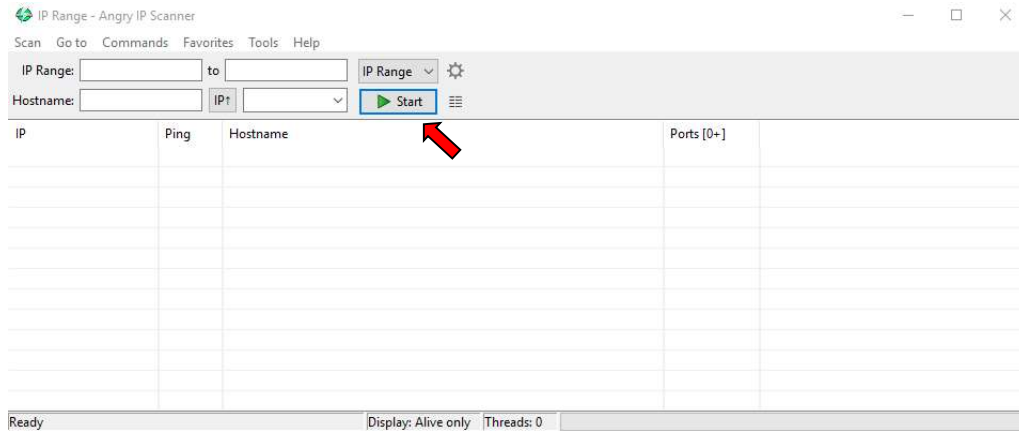 IP Range - Angry IP Scanner
Scan Go to Commands Favorites Tools Help
IP Range: to IP Range
Hostname: IP↑ Start
IP Ping Hostname Ports [0+]
Ready Display: Alive only Threads: 0